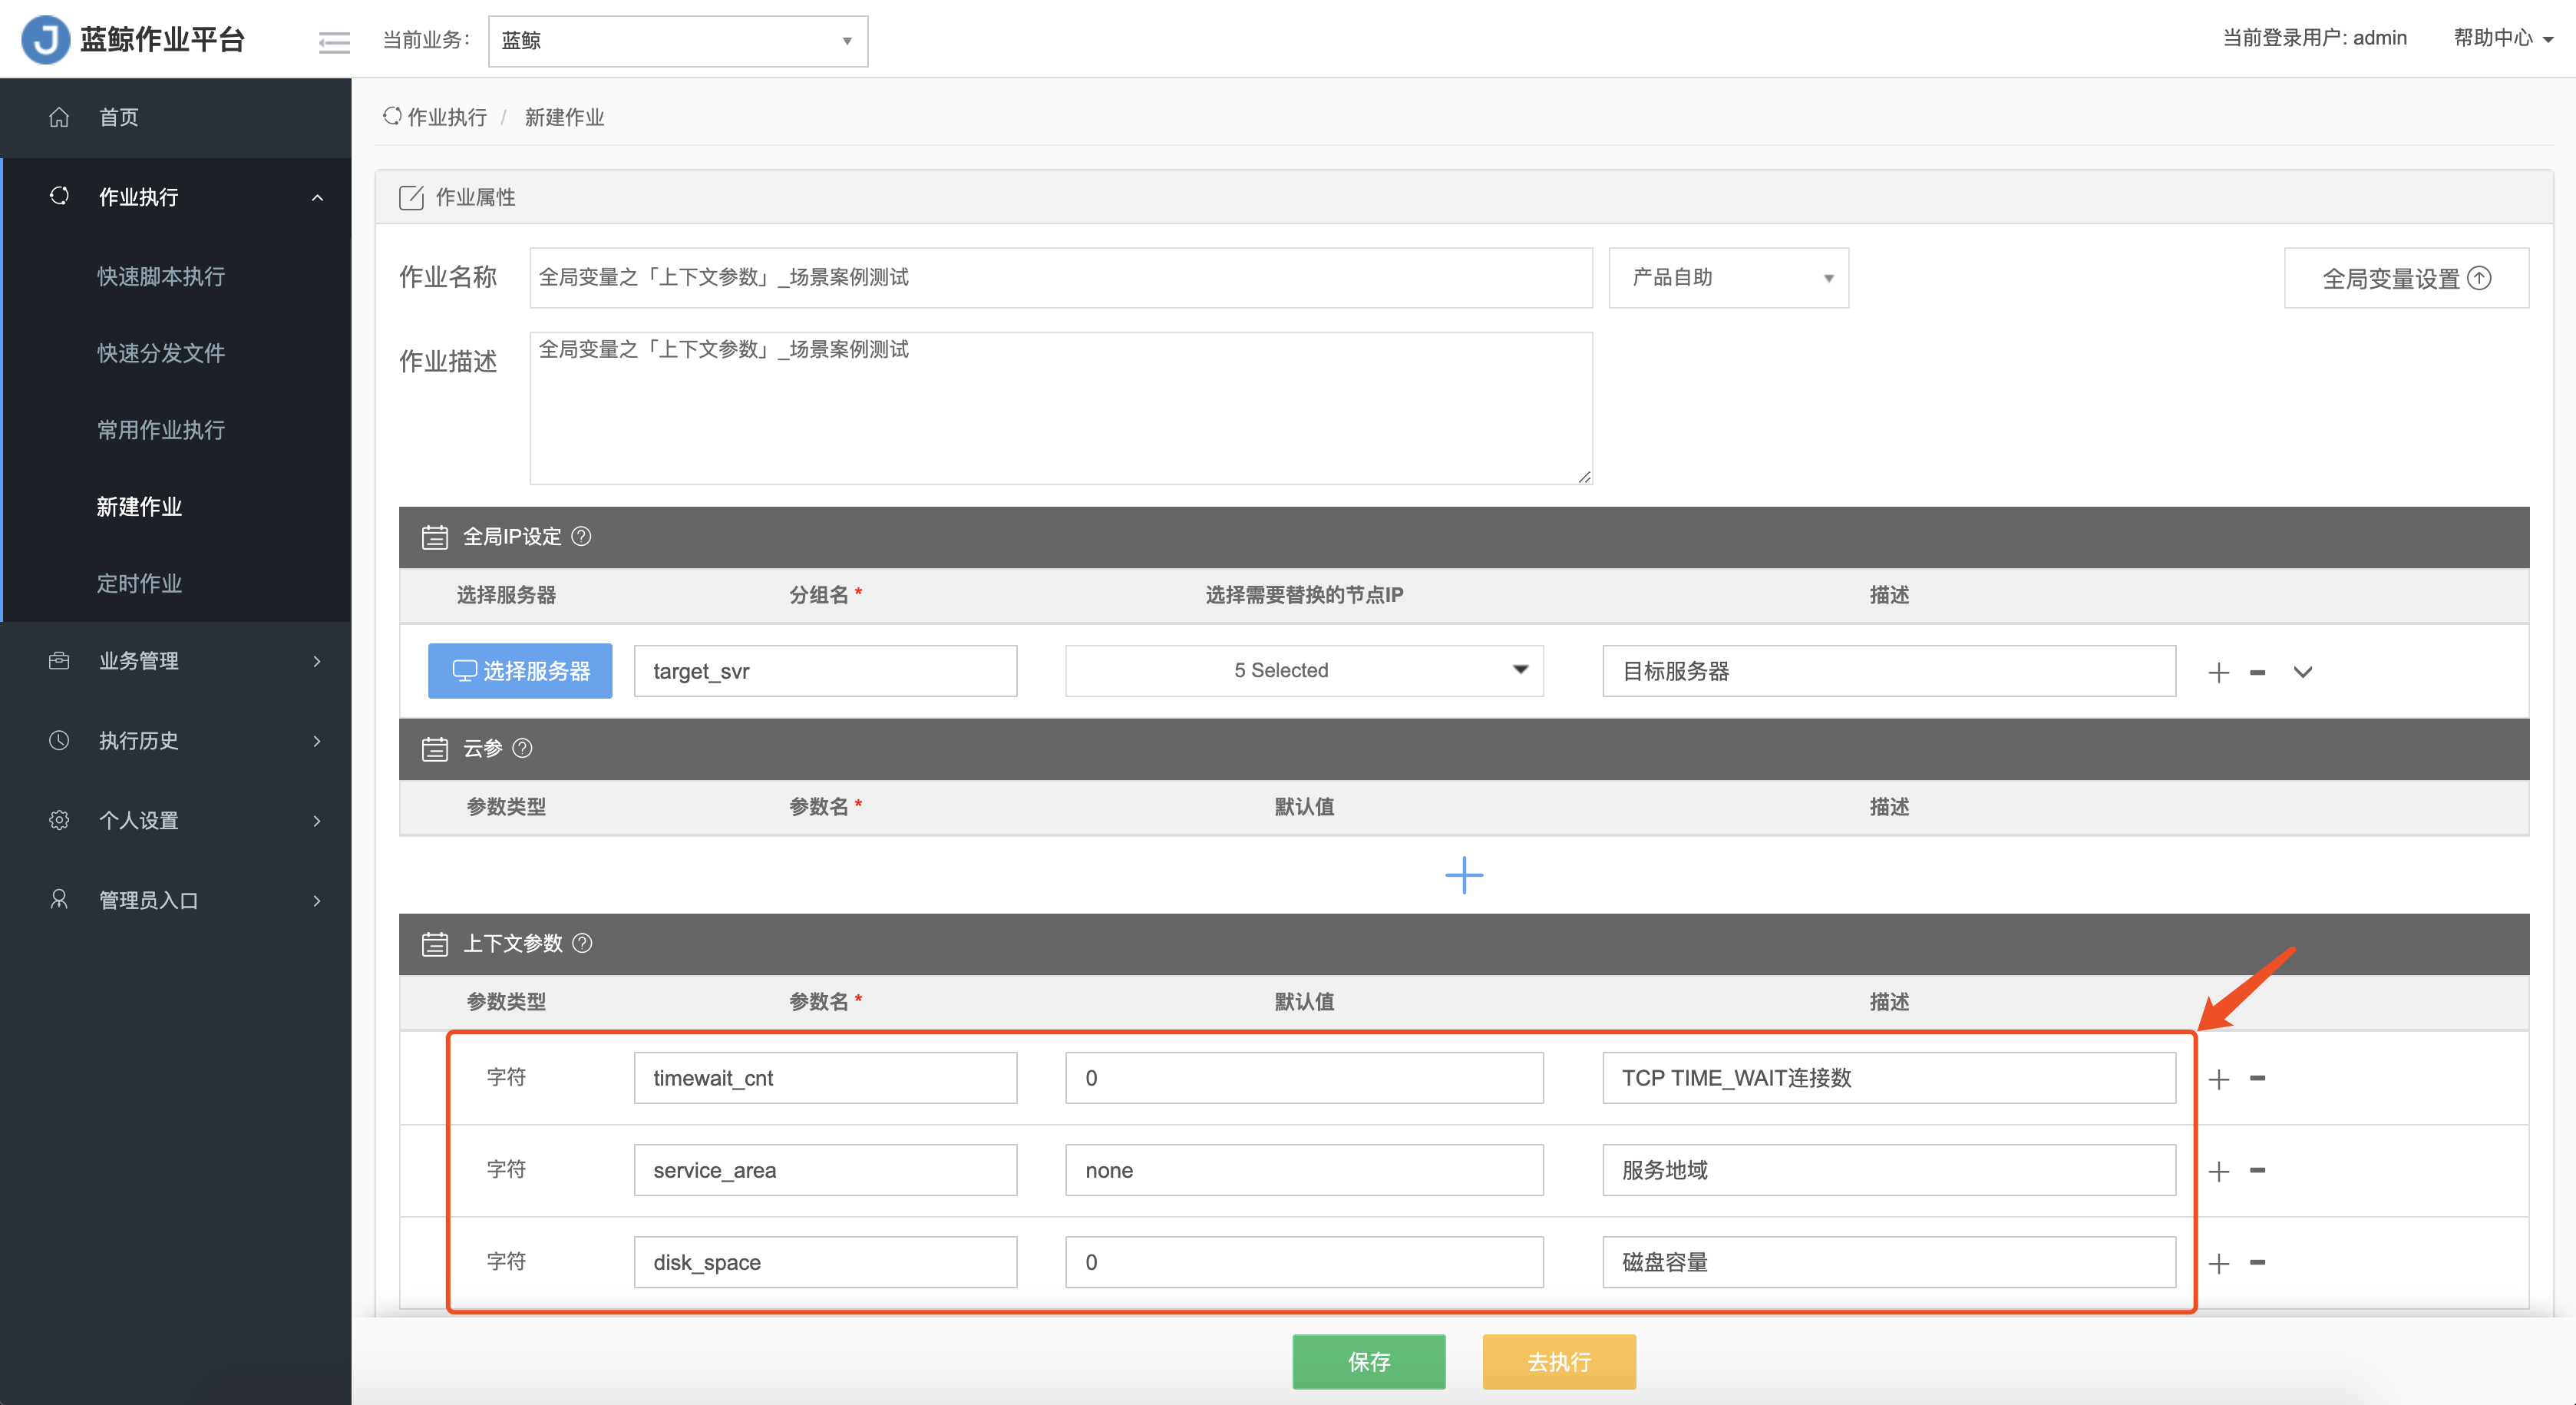 J 蓝鲸作业平台
当前业务： 蓝鲸
当前登录用户: admin 帮助中心
首页
作业执行
快速脚本执行
快速分发文件
常用作业执行
新建作业
定时作业
业务管理
执行历史
个人设置
管理员入口
作业执行 / 新建作业
作业属性
作业名称 全局变量之「上下文参数」_场景案例测试 产品自助 全局变量设置
作业描述 全局变量之「上下文参数」_场景案例测试
全局IP设定 ?
选择服务器 分组名 * 选择需要替换的节点IP 描述
选择服务器 target_svr 5 Selected 目标服务器
云参 ?
参数类型 参数名 * 默认值 描述
上下文参数 ?
参数类型 参数名 * 默认值 描述
字符 timewait_cnt 0 TCP TIME_WAIT连接数
字符 service_area none 服务地域
字符 disk_space 0 磁盘容量
保存 去执行